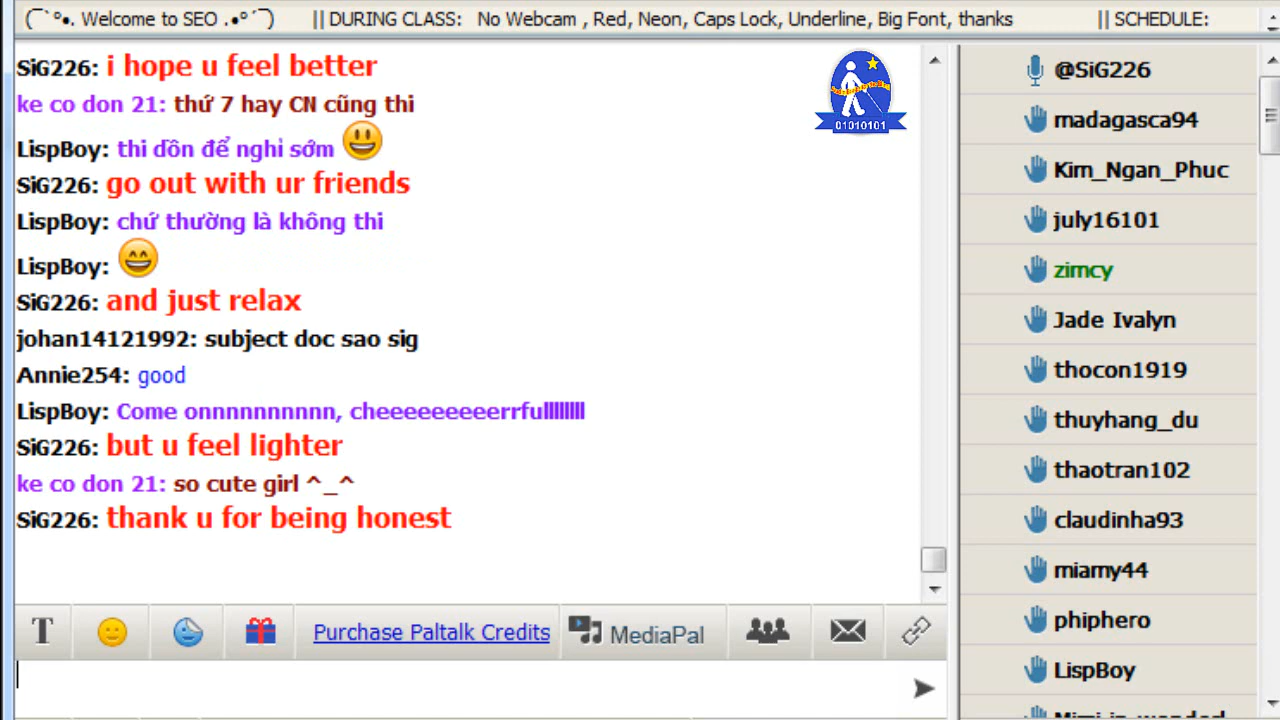 (¯`°•. Welcome to SEO .•°´¯) || DURING CLASS: No Webcam , Red, Neon, Caps Lock, Underline, Big Font, thanks || SCHEDULE:
SiG226: i hope u feel better
ke co don 21: thứ 7 hay CN cũng thi
LispBoy: thi dồn để nghỉ sớm
SiG226: go out with ur friends
LispBoy: chứ thường là không thi
LispBoy:
SiG226: and just relax
johan14121992: subject doc sao sig
Annie254: good
LispBoy: Come onnnnnnnnnn, cheeeeeeeeerrfullllllll
SiG226: but u feel lighter
ke co don 21: so cute girl ^_^
SiG226: thank u for being honest
01010101
T
Purchase Paltalk Credits
MediaPal
@SiG226
madagasca94
Kim_Ngan_Phuc
july16101
zimcy
Jade Ivalyn
thocon1919
thuyhang_du
thaotran102
claudinha93
miamy44
phiphero
LispBoy